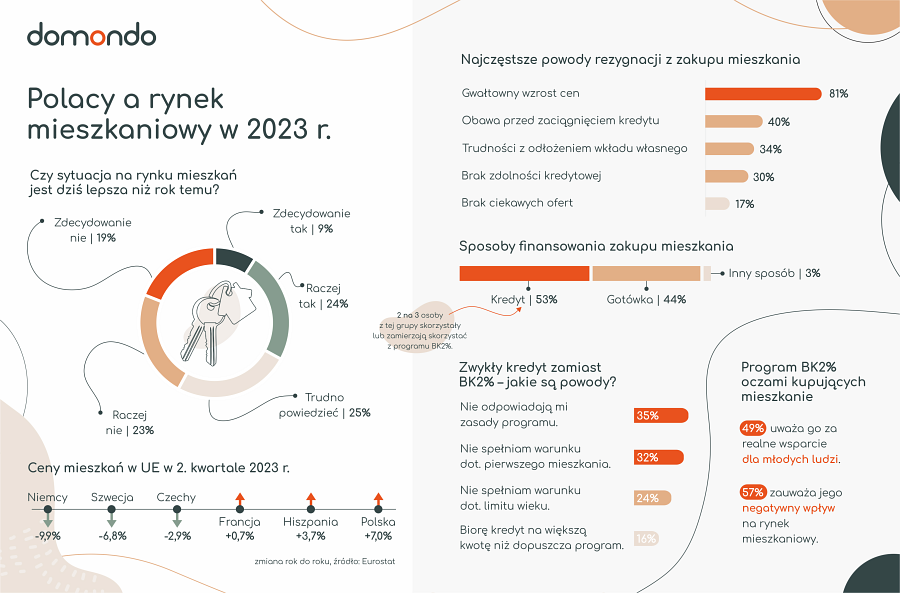 domondo
Polacy a rynek
mieszkaniowy w 2023 r.
Czy sytuacja na rynku mieszkań
jest dziś lepsza niż rok temu?
Zdecydowanie
nie | 19%
Zdecydowanie
tak | 9%
Raczej
tak | 24%
Trudno
powiedzieć | 25%
Raczej
nie | 23%
Ceny mieszkań w UE w 2. kwartale 2023 r.
Niemcy
-9,9%
Szwecja
-6,8%
Czechy
-2,9%
Francja
+0,7%
Hiszpania
+3,7%
Polska
+7,0%
zmiana rok do roku, źródło: Eurostat
Najczęstsze powody rezygnacji z zakupu mieszkania
Gwałtowny wzrost cen 81%
Obawa przed zaciągnięciem kredytu 40%
Trudności z odłożeniem wkładu własnego 34%
Brak zdolności kredytowej 30%
Brak ciekawych ofert 17%
Sposoby finansowania zakupu mieszkania
Inny sposób | 3%
Kredyt | 53%
Gotówka | 44%
2 na 3 osoby
z tej grupy skorzystały
lub zamierzają skorzystać
z programu BK2%.
Zwykły kredyt zamiast
BK2% – jakie są powody?
Nie odpowiadają mi
zasady programu.
35%
Nie spełniam warunku
dot. pierwszego mieszkania.
32%
Nie spełniam warunku
dot. limitu wieku.
24%
Biorę kredyt na większą
kwotę niż dopuszcza program.
16%
Program BK2%
oczami kupujących
mieszkanie
49% uważa go za
realne wsparcie
dla młodych ludzi.
57% zauważa jego
negatywny wpływ
na rynek
mieszkaniowy.